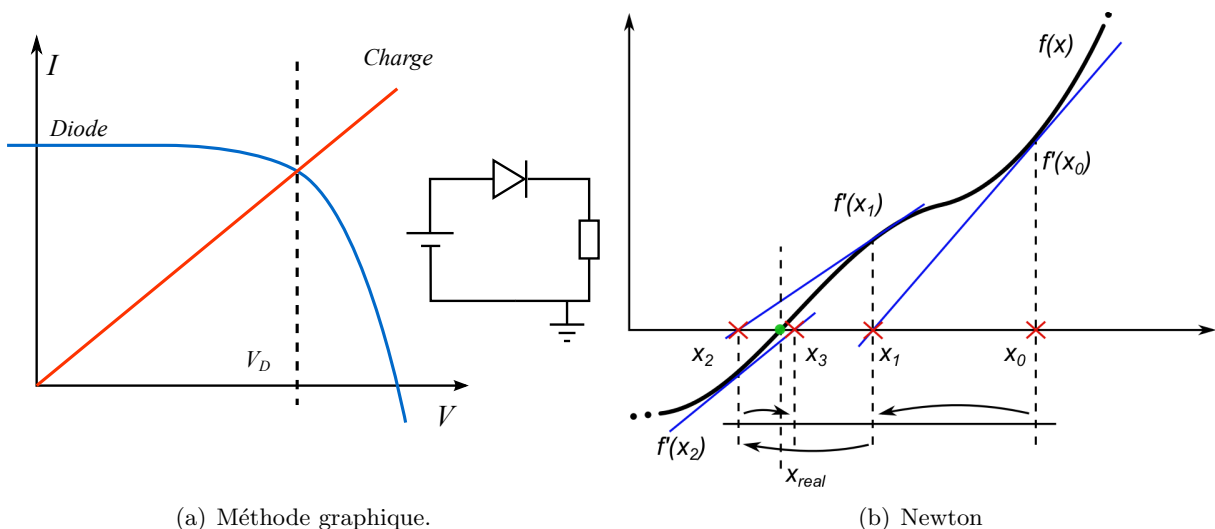 I
Charge
Diode
V_D
V
f(x)
f'(x_0)
f'(x_1)
x_2
x_3
x_1
x_0
f'(x_2)
x_real
(a) Méthode graphique.
(b) Newton